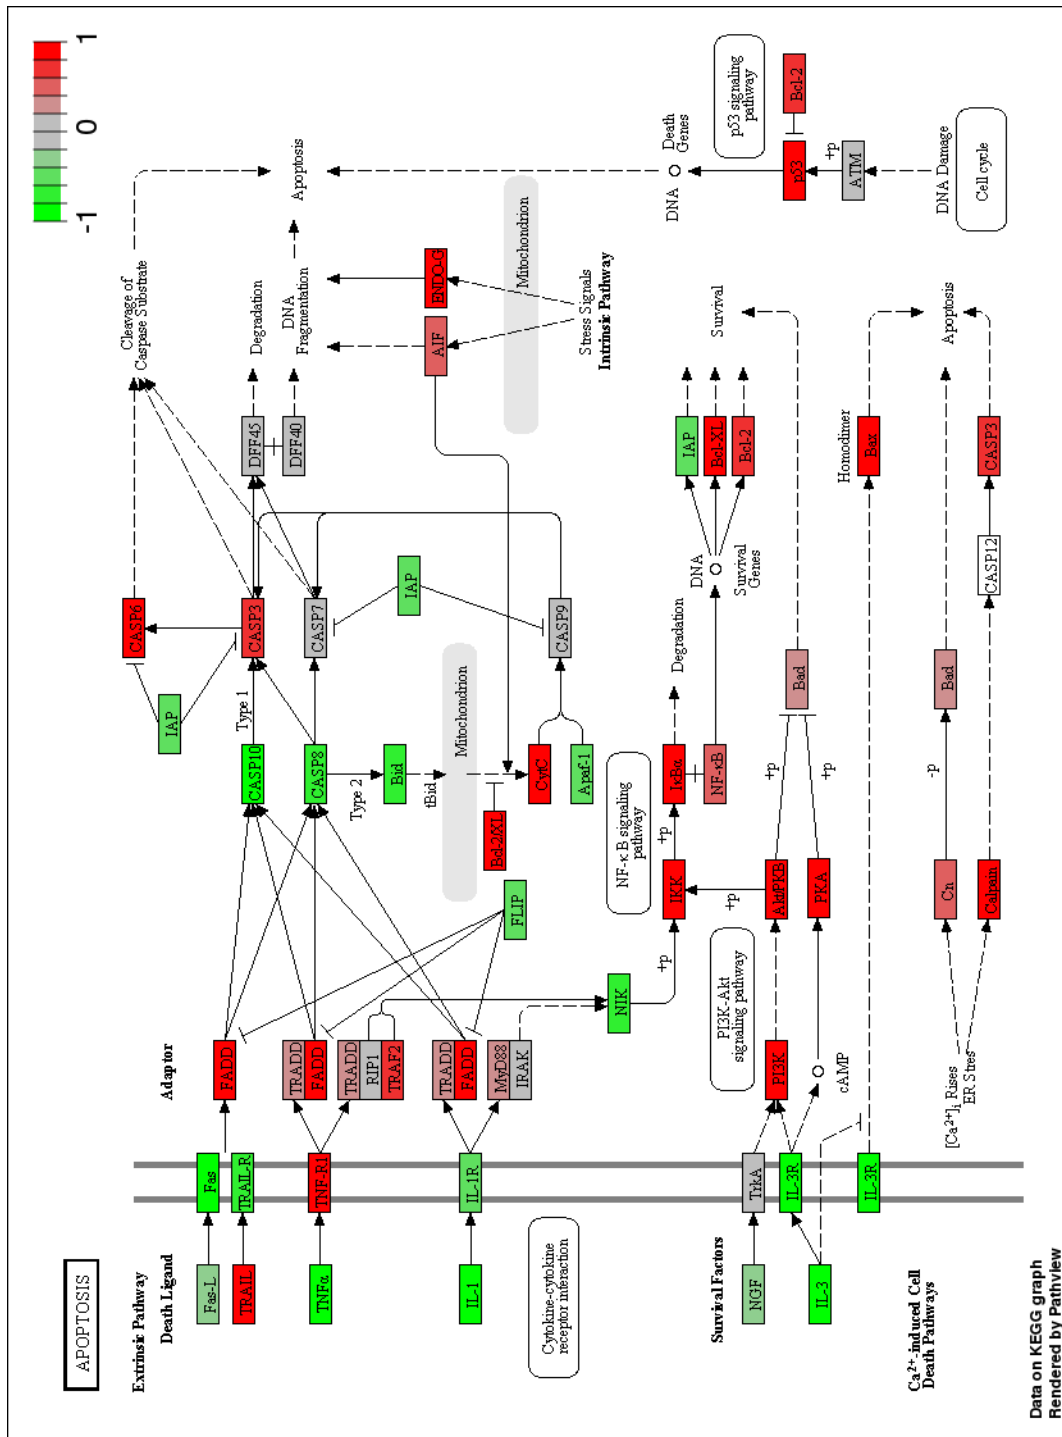 APOPTOSIS
-1
0
1
Extrinsic Pathway
Death Ligand
Adaptor
Fas-L
Fas
FADD
TRAIL
TRAIL-R
TNFα
TNF-R1
TRADD
FADD
TRADD
RIP1
TRAF2
IL-1
IL-1R
TRADD
FADD
MyD88
IRAK
Cytokine-cytokine
receptor interaction
FLIP
NIK
CASP10
CASP8
Type 1
Type 2
Bid
tBid
Mitochondrion
Bcl-2/XL
CytC
Apaf-1
IAP
CASP6
CASP3
CASP7
IAP
CASP9
DFF45
DFF40
Degradation
DNA
Fragmentation
Cleavage of
Caspase Substrate
Apoptosis
AIF
ENDO-G
Mitochondrion
Stress Signals
Intrinsic Pathway
Survival Factors
NGF
TrkA
IL-3
IL-3R
IL-3R
PI3K
cAMP
PI3K-Akt
signaling pathway
Akt/PKB
PKA
+p
+p
IKK
+p
+p
IκBα
NF-κB
Degradation
NF-κ B signaling
pathway
+p
+p
Bad
DNA
Survival
Genes
IAP
Bcl-XL
Bcl-2
Survival
Homodimer
Bax
Apoptosis
DNA
Death
Genes
p53 signaling
pathway
p53
Bcl-2
+p
ATM
DNA Damage
Cell cycle
Ca²⁺-induced Cell
Death Pathways
[Ca²⁺]i Rises
ER Stres
Cn
Calpain
-p
Bad
CASP12
CASP3
Data on KEGG graph
Rendered by Pathview